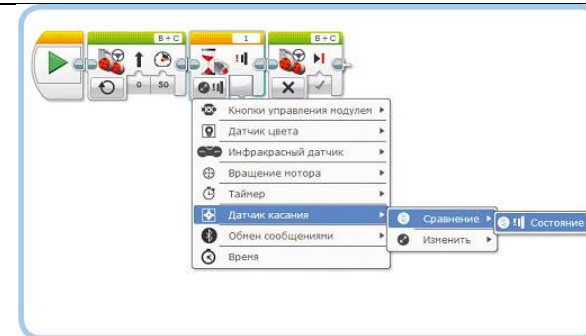 B+C 1 B+C
0 50
Кнопки управления модулем
Датчик цвета
Инфракрасный датчик
Вращение мотора
Таймер
Датчик касания
Сравнение
Состояние
Обмен сообщениями
Изменить
Время